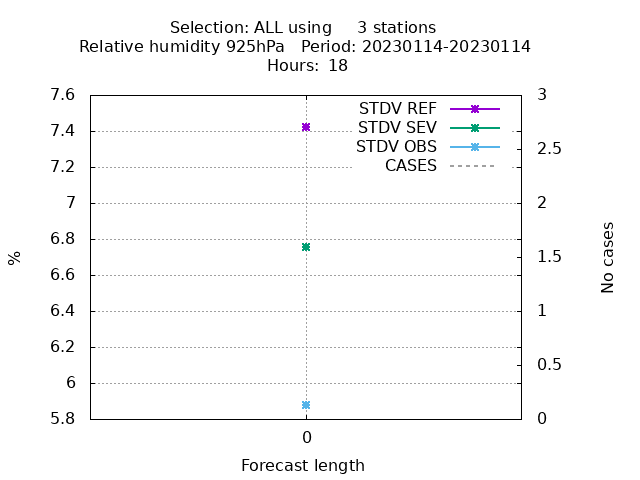 Selection: ALL using     3 stations
Relative humidity 925hPa   Period: 20230114-20230114
Hours:  18
7.6
7.4
7.2
7
6.8
6.6
6.4
6.2
6
5.8
%
3
2.5
2
1.5
1
0.5
0
No cases
STDV REF
STDV SEV
STDV OBS
CASES
0
Forecast length